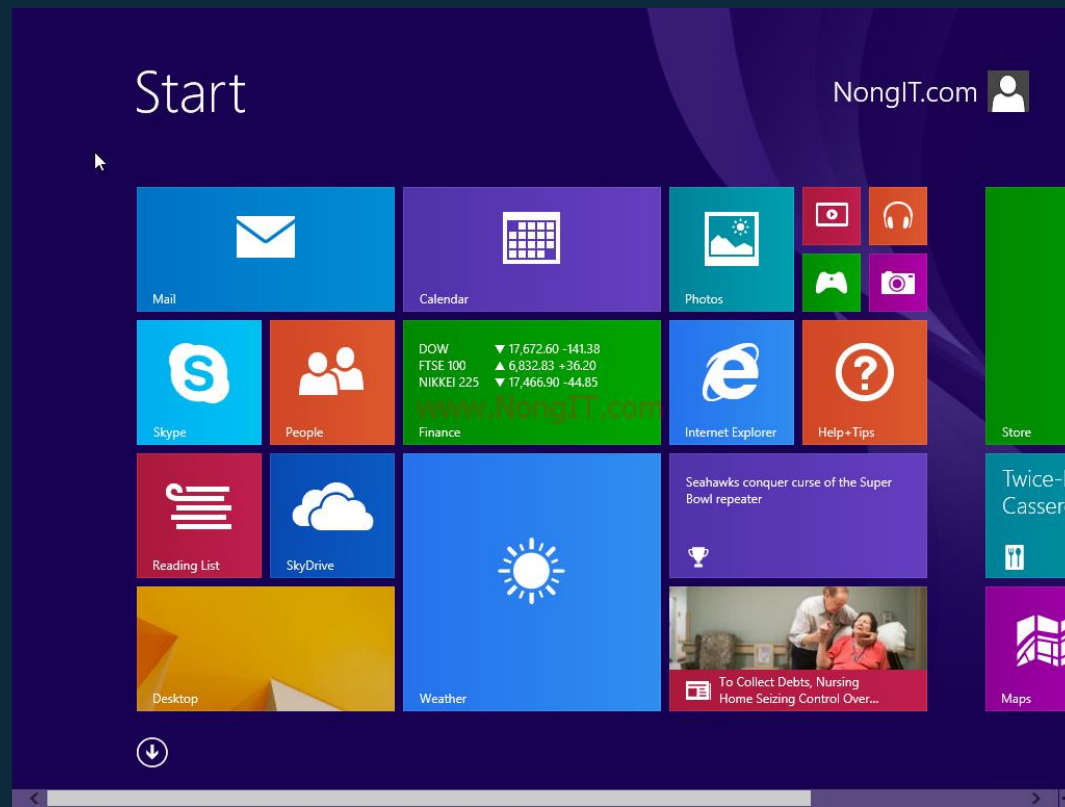 Start
NongIT.com
Mail
Calendar
Photos
Skype
People
DOW ▼ 17,672.60 -141.38
FTSE 100 ▲ 6,832.83 +36.20
NIKKEI 225 ▼ 17,466.90 -44.85
www.NongIT.com
Finance
Internet Explorer
Help+Tips
Store
Reading List
SkyDrive
Seahawks conquer curse of the Super
Bowl repeater
Twice-
Casser
Desktop
Weather
To Collect Debts, Nursing
Home Seizing Control Over...
Maps